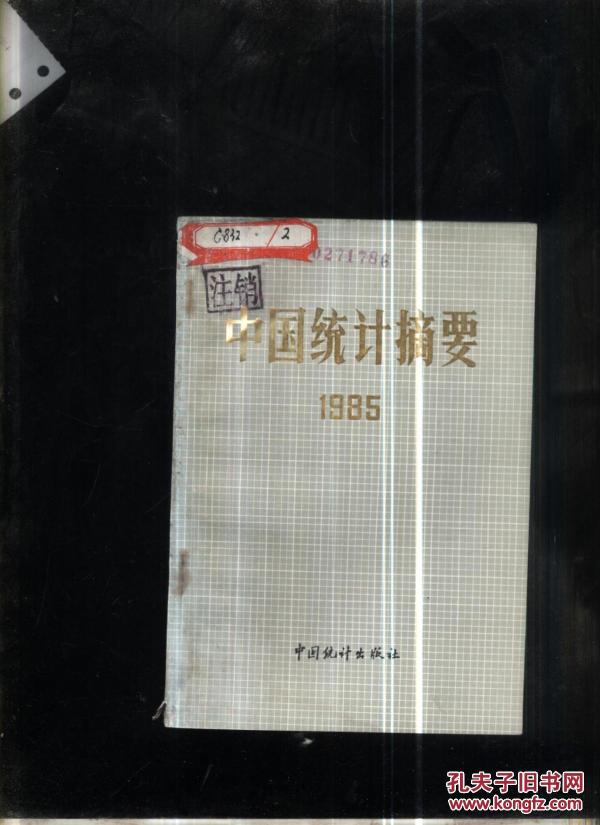 C832 / 2
0271786
注销
中国统计摘要
1985
中国统计出版社
孔夫子旧书网
www.kongfz.com